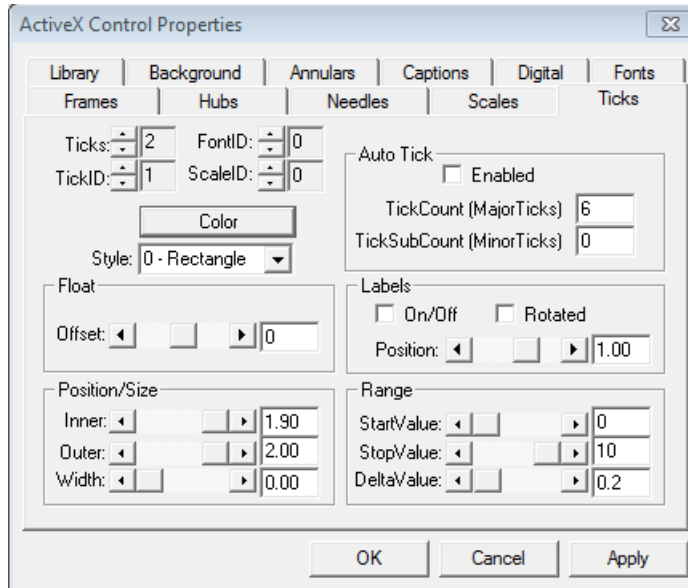 ActiveX Control Properties
Library Background Annulars Captions Digital Fonts
Frames Hubs Needles Scales Ticks
Ticks: 2 FontID: 0
TickID: 1 ScaleID: 0
Color
Style: 0 - Rectangle
Auto Tick
Enabled
TickCount (MajorTicks) 6
TickSubCount (MinorTicks) 0
Float
Offset: 0
Labels
On/Off Rotated
Position: 1.00
Position/Size
Inner: 1.90
Outer: 2.00
Width: 0.00
Range
StartValue: 0
StopValue: 10
DeltaValue: 0.2
OK Cancel Apply